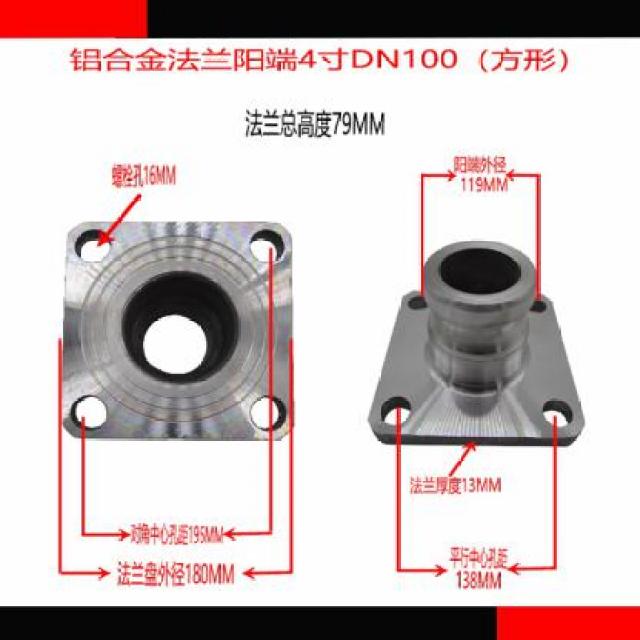 铝合金法兰阳端4寸DN100（方形）
法兰总高度79MM
螺栓孔16MM
阳端外径
119MM
法兰厚度13MM
对角中心孔距195MM
平行中心孔距
138MM
法兰盘外径180MM